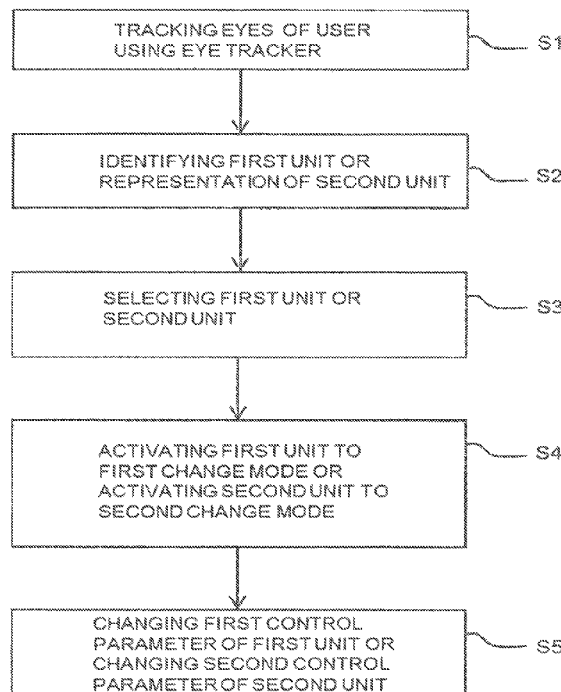 TRACKING EYES OF USER
USING EYE TRACKER
S1
IDENTIFYING FIRST UNIT OR
REPRESENTATION OF SECOND UNIT
S2
SELECTING FIRST UNIT OR
SECOND UNIT
S3
ACTIVATING FIRST UNIT TO
FIRST CHANGE MODE OR
ACTIVATING SECOND UNIT TO
SECOND CHANGE MODE
S4
CHANGING FIRST CONTROL
PARAMETER OF FIRST UNIT OR
CHANGING SECOND CONTROL
PARAMETER OF SECOND UNIT
S5